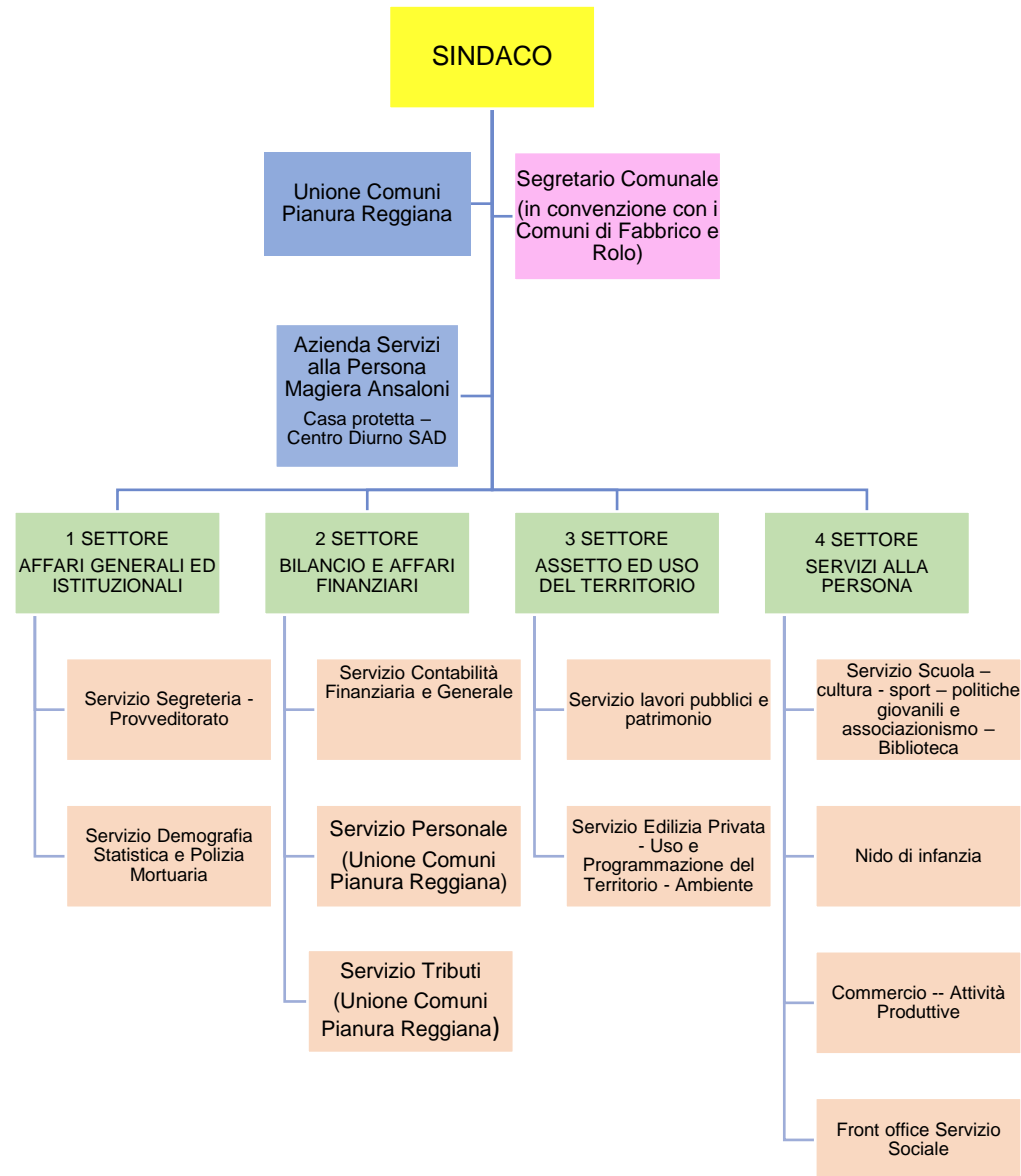 SINDACO
Unione Comuni
Pianura Reggiana
Segretario Comunale
(in convenzione con i
Comuni di Fabbrico e
Rolo)
Azienda Servizi
alla Persona
Magiera Ansaloni
Casa protetta –
Centro Diurno SAD
1 SETTORE
AFFARI GENERALI ED
ISTITUZIONALI
2 SETTORE
BILANCIO E AFFARI
FINANZIARI
3 SETTORE
ASSETTO ED USO
DEL TERRITORIO
4 SETTORE
SERVIZI ALLA
PERSONA
Servizio Segreteria -
Provveditorato
Servizio Demografia
Statistica e Polizia
Mortuaria
Servizio Contabilità
Finanziaria e Generale
Servizio Personale
(Unione Comuni
Pianura Reggiana)
Servizio Tributi
(Unione Comuni
Pianura Reggiana)
Servizio lavori pubblici e
patrimonio
Servizio Edilizia Privata
- Uso e
Programmazione del
Territorio - Ambiente
Servizio Scuola –
cultura - sport – politiche
giovanili e
associazionismo –
Biblioteca
Nido di infanzia
Commercio -- Attività
Produttive
Front office Servizio
Sociale